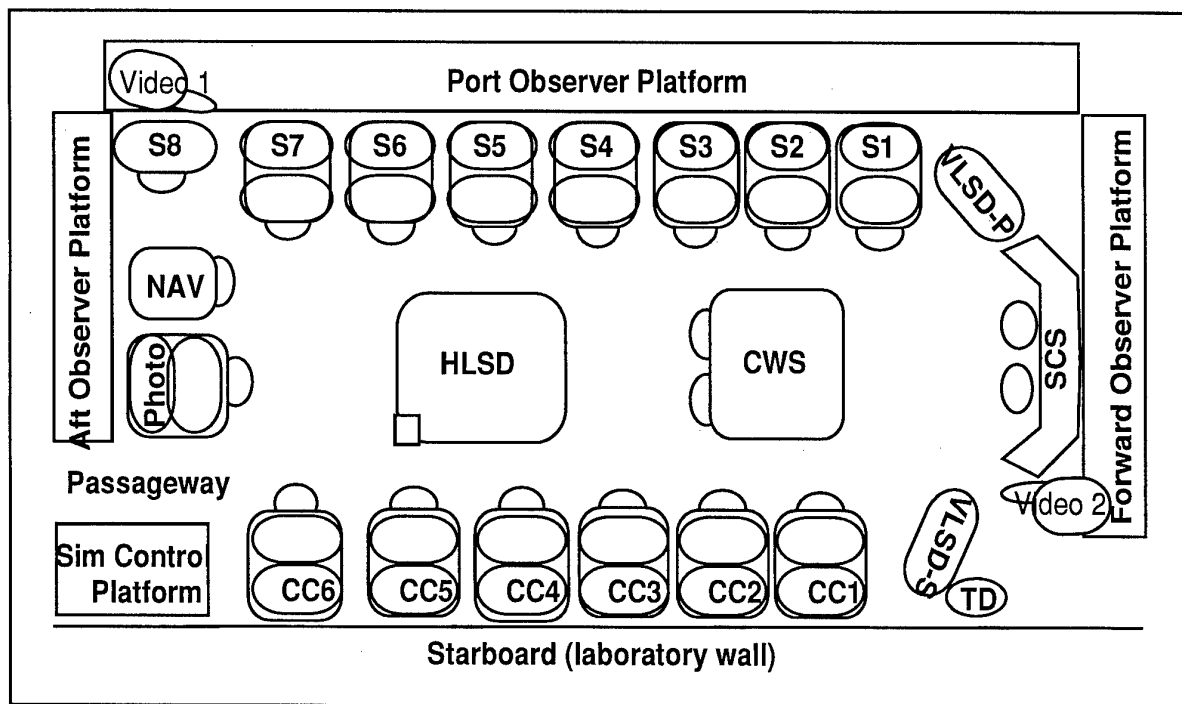 Video 1
Port Observer Platform
Aft Observer Platform
S8
S7
S6
S5
S4
S3
S2
S1
VLSD-P
Forward Observer Platform
NAV
HLSD
CWS
SCS
Photo
Passageway
Video 2
Sim Control
Platform
CC6
CC5
CC4
CC3
CC2
CC1
VLSD-S
TD
Starboard (laboratory wall)